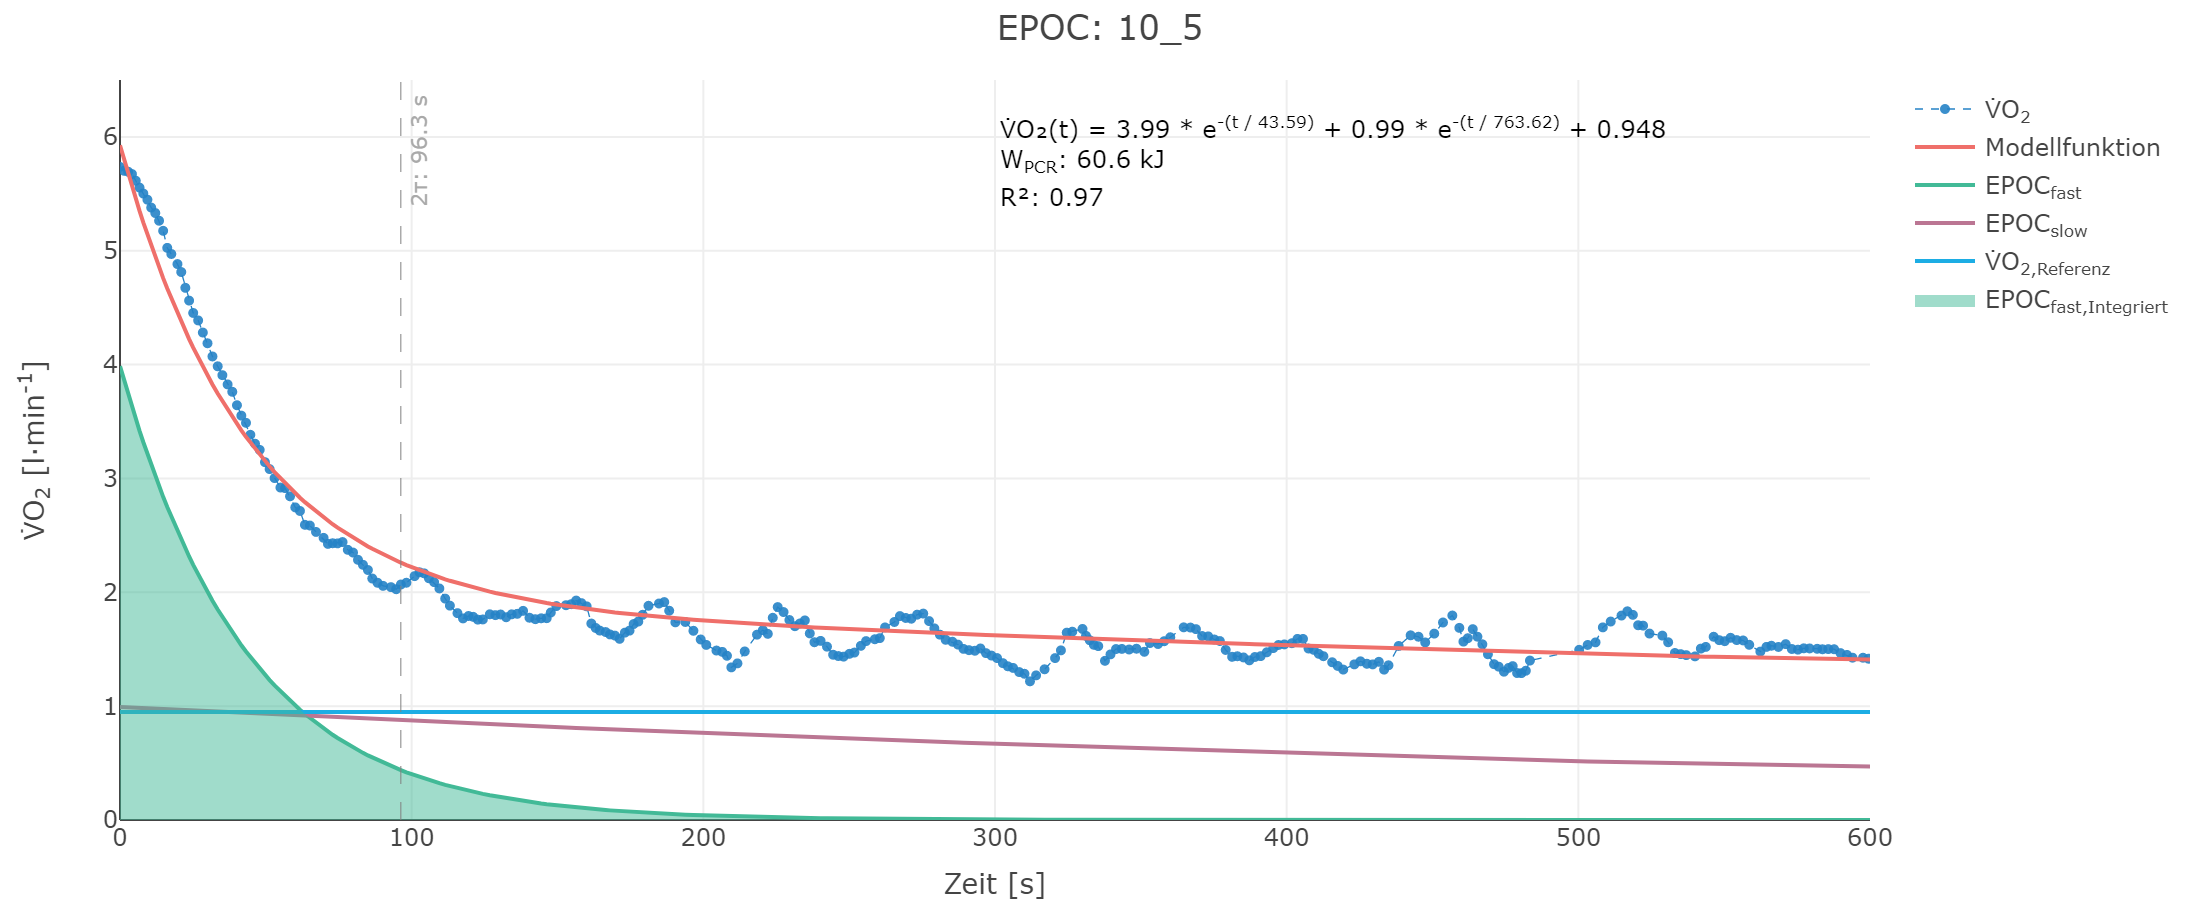 EPOC: 10_5
V̇O₂(t) = 3.99 * e^-(t / 43.59) + 0.99 * e^-(t / 763.62) + 0.948
W_PCR: 60.6 kJ
R²: 0.97
2τ: 96.3 s
V̇O₂
Modellfunktion
EPOC_fast
EPOC_slow
V̇O₂,Referenz
EPOC_fast,Integriert
V̇O₂ [l·min⁻¹]
6
5
4
3
2
1
0
0 100 200 300 400 500 600
Zeit [s]